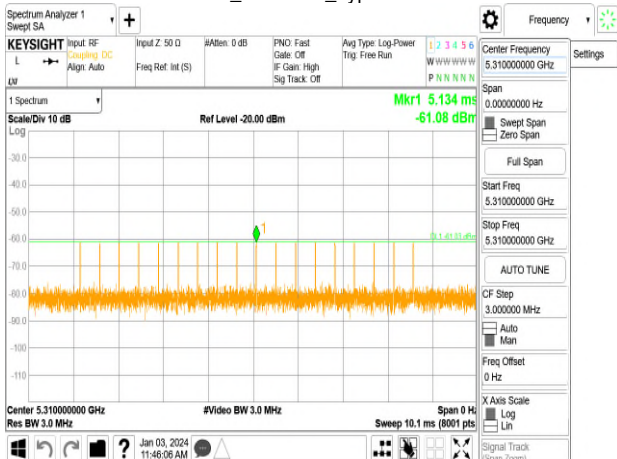 Spectrum Analyzer 1
Swept SA
+
Frequency
KEYSIGHT
Input: RF
Coupling: DC
Align: Auto
Input Z: 50 Ω
Freq Ref: Int (S)
#Atten: 0 dB
PNO: Fast
Gate: Off
IF Gain: High
Sig Track: Off
Avg Type: Log-Power
Trig: Free Run
1 2 3 4 5 6
W W W W W W
P N N N N N
L
Center Frequency
5.310000000 GHz
Settings
1 Spectrum
Scale/Div 10 dB
Ref Level -20.00 dBm
Mkr1 5.134 ms
-61.08 dBm
Log
-30.0
-40.0
-50.0
-60.0
-70.0
-80.0
-90.0
-100
-110
1
Span
0.00000000 Hz
Swept Span
Zero Span
Full Span
Start Freq
5.310000000 GHz
Stop Freq
5.310000000 GHz
AUTO TUNE
CF Step
3.000000 MHz
Auto
Man
Freq Offset
0 Hz
X Axis Scale
Log
Lin
Signal Track
(Span Zoom)
Center 5.310000000 GHz
Res BW 3.0 MHz
#Video BW 3.0 MHz
Span 0 Hz
Sweep 10.1 ms (8001 pts)
?
Jan 03, 2024
11:46:06 AM